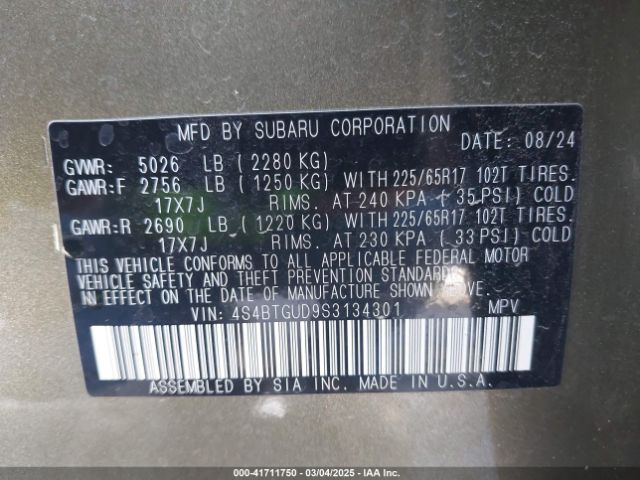 MFD BY SUBARU CORPORATION
DATE: 08/24
GVWR: 5026 LB ( 2280 KG)
GAWR:F 2756 LB ( 1250 KG) WITH 225/65R17 102T TIRES.
17X7J RIMS. AT 240 KPA ( 35 PSI) COLD
GAWR:R 2690 LB ( 1220 KG) WITH 225/65R17 102T TIRES.
17X7J RIMS. AT 230 KPA ( 33 PSI) COLD
THIS VEHICLE CONFORMS TO ALL APPLICABLE FEDERAL MOTOR
VEHICLE SAFETY AND THEFT PREVENTION STANDARDS
IN EFFECT ON THE DATE OF MANUFACTURE SHOWN ABOVE.
VIN: 4S4BTGUD9S3134301 MPV
ASSEMBLED BY SIA INC. MADE IN U.S.A.
000-41711750 - 03/04/2025 - IAA Inc.